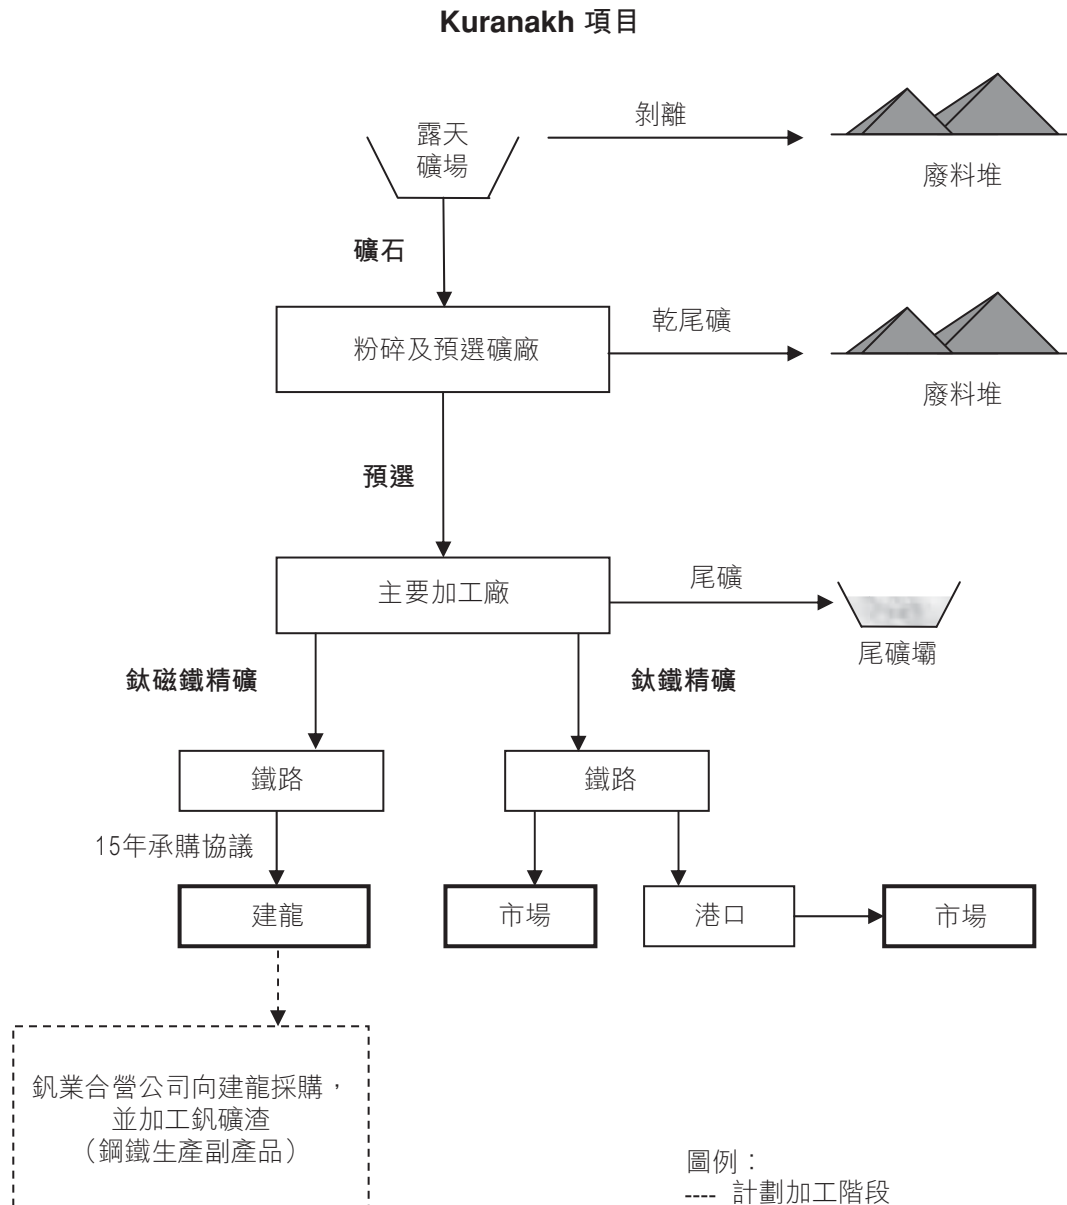 Kuranakh 項目
露天
礦場
剝離
廢料堆
礦石
粉碎及預選礦廠
乾尾礦
廢料堆
預選
主要加工廠
尾礦
尾礦壩
鈦磁鐵精礦
鈦鐵精礦
鐵路
鐵路
15年承購協議
建龍
市場
港口
市場
釩業合營公司向建龍採購，
並加工釩礦渣
（鋼鐵生產副產品）
圖例：
---- 計劃加工階段